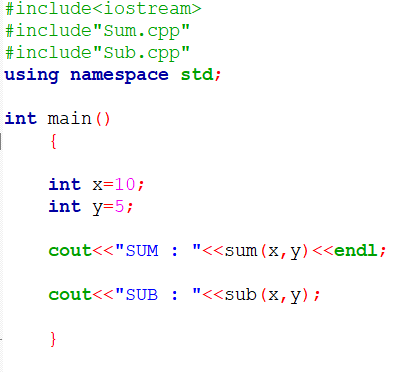 #include<iostream>
#include"Sum.cpp"
#include"Sub.cpp"
using namespace std;
int main()
{
int x=10;
int y=5;
cout<<"SUM : "<<sum(x,y)<<endl;
cout<<"SUB : "<<sub(x,y);
}